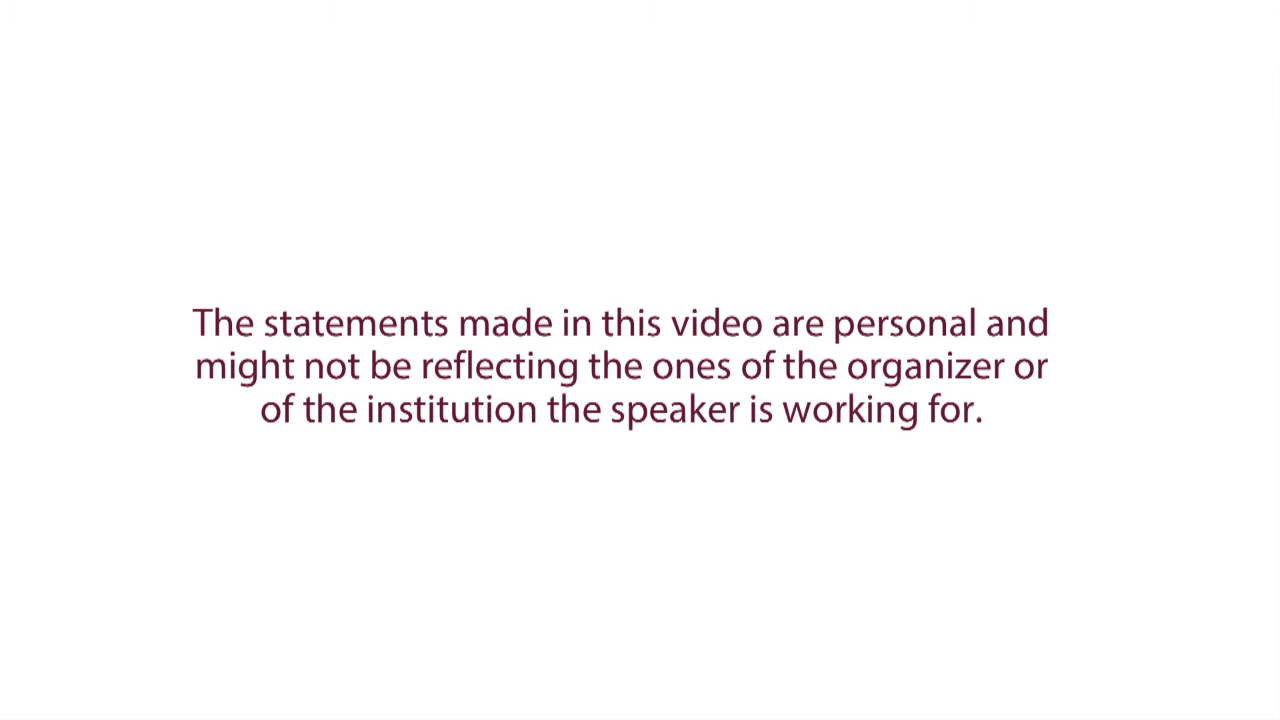 The statements made in this video are personal and
might not be reflecting the ones of the organizer or
of the institution the speaker is working for.